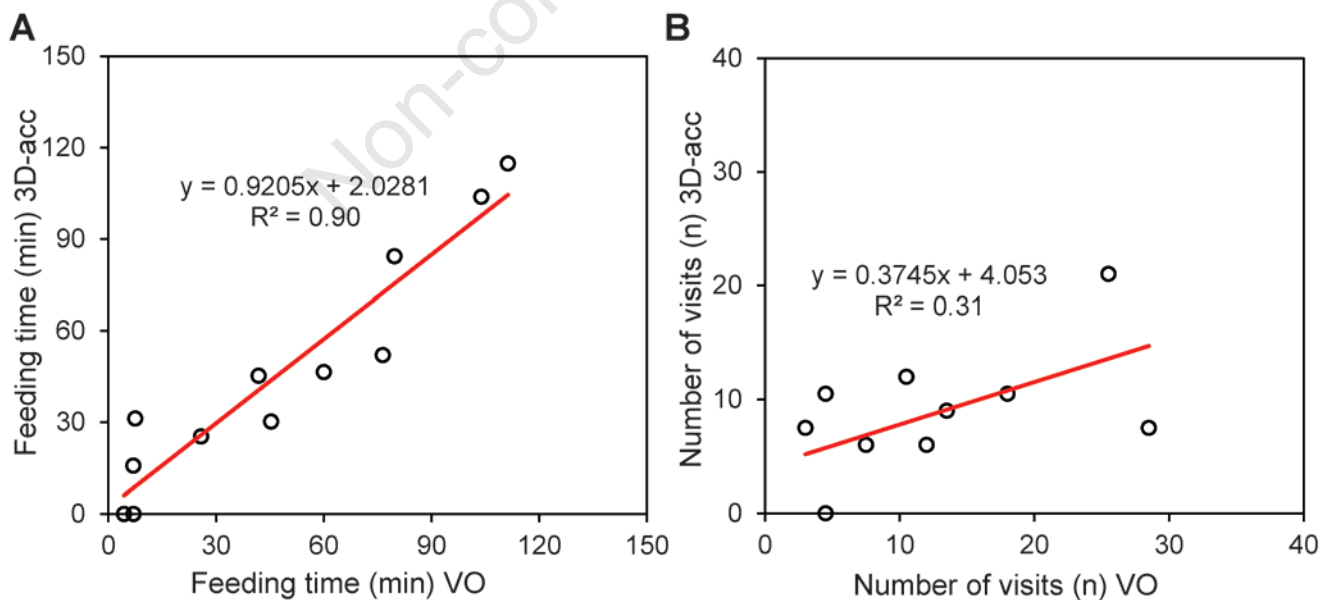 A
150
120
90
60
30
0
Feeding time (min) 3D-acc
y = 0.9205x + 2.0281
R² = 0.90
0 30 60 90 120 150
Feeding time (min) VO
B
40
30
20
10
0
Number of visits (n) 3D-acc
y = 0.3745x + 4.053
R² = 0.31
0 10 20 30 40
Number of visits (n) VO